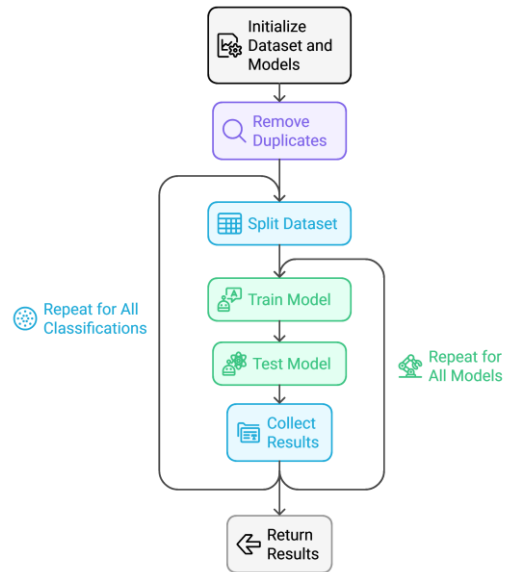 Initialize
Dataset and
Models
Remove
Duplicates
Split Dataset
Train Model
Repeat for All
Classifications
Test Model
Repeat for
All Models
Collect
Results
Return
Results